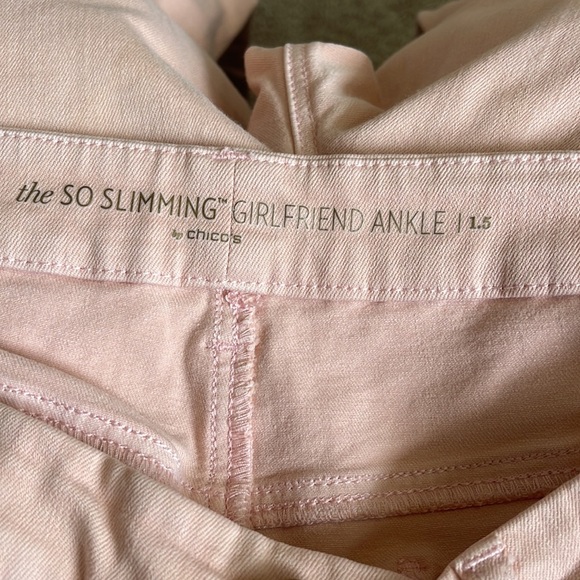 the SO SLIMMING™ GIRLFRIEND ANKLE | 1.5
by chico's